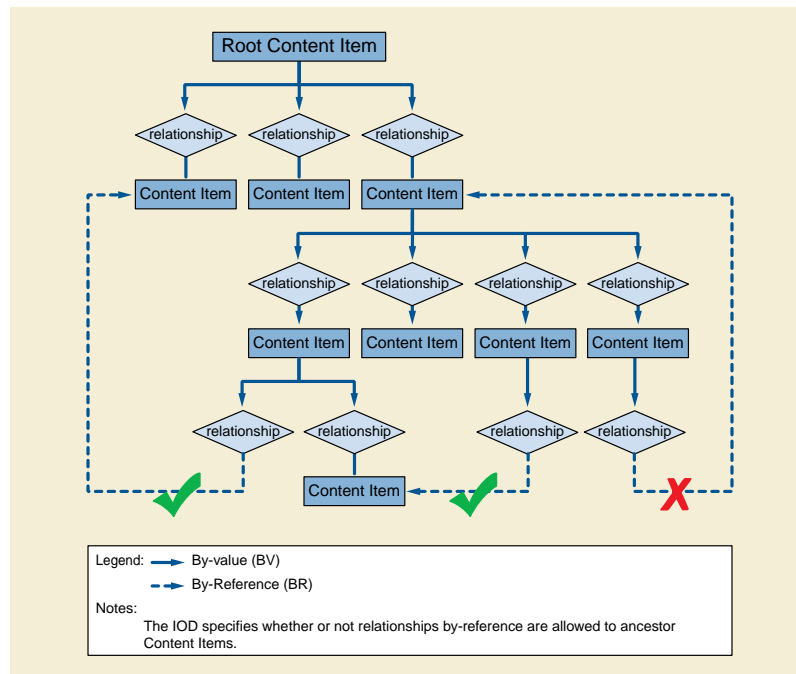 Root Content Item
relationship relationship relationship
Content Item Content Item Content Item
relationship relationship relationship relationship
Content Item Content Item Content Item Content Item
relationship relationship relationship relationship
Content Item
Legend: By-value (BV)
By-Reference (BR)
Notes:
The IOD specifies whether or not relationships by-reference are allowed to ancestor
Content Items.